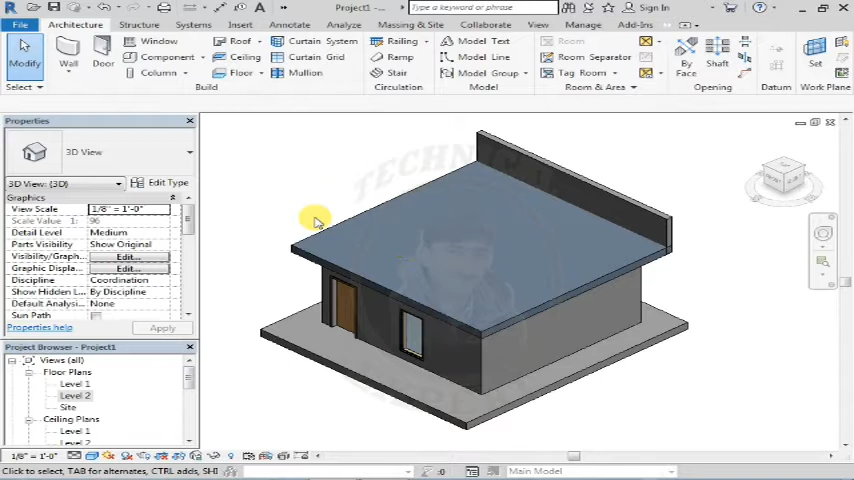 Project1 -...
Type a keyword or phrase
Sign In
File Architecture Structure Systems Insert Annotate Analyze Massing & Site Collaborate View Manage Add-Ins
Modify
Wall
Door
Window
Component
Column
Roof
Ceiling
Floor
Curtain System
Curtain Grid
Mullion
Railing
Ramp
Stair
Model Text
Model Line
Model Group
Room
Room Separator
Tag Room
By Face
Shaft
Set
Select
Build
Circulation
Model
Room & Area
Opening
Datum
Work Plane
Properties
3D View
3D View: {3D}
Edit Type
Graphics
View Scale 1/8" = 1'-0"
Scale Value 1: 96
Detail Level Medium
Parts Visibility Show Original
Visibility/Graph... Edit...
Graphic Displa... Edit...
Discipline Coordination
Show Hidden L... By Discipline
Default Analysi... None
Sun Path
Properties help
Apply
Project Browser - Project1
Views (all)
Floor Plans
Level 1
Level 2
Site
Ceiling Plans
Level 1
Level 2
1/8" = 1'-0"
Click to select, TAB for alternates, CTRL adds, SHI
:0
Main Model